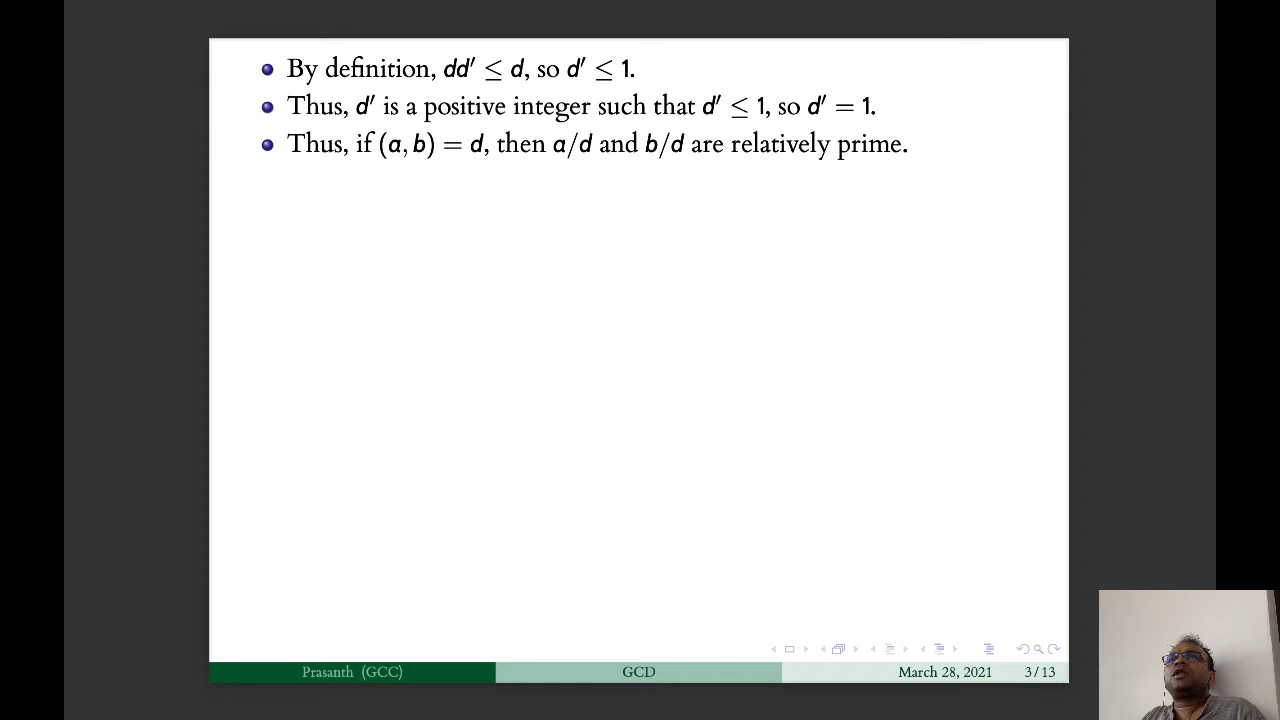 By definition, dd′ ≤ d, so d′ ≤ 1.
Thus, d′ is a positive integer such that d′ ≤ 1, so d′ = 1.
Thus, if (a, b) = d, then a/d and b/d are relatively prime.
Prasanth (GCC) GCD March 28, 2021 3 / 13